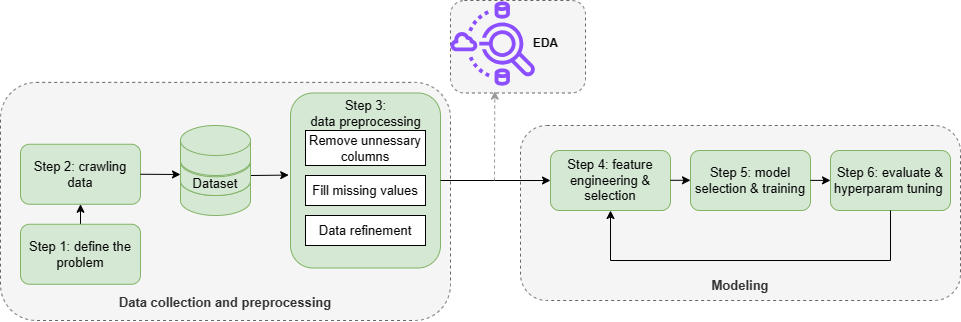 EDA
Step 3:
data preprocessing
Remove unnessary
columns
Fill missing values
Data refinement
Step 2: crawling
data
Dataset
Step 1: define the
problem
Data collection and preprocessing
Step 4: feature
engineering &
selection
Step 5: model
selection & training
Step 6: evaluate &
hyperparam tuning
Modeling